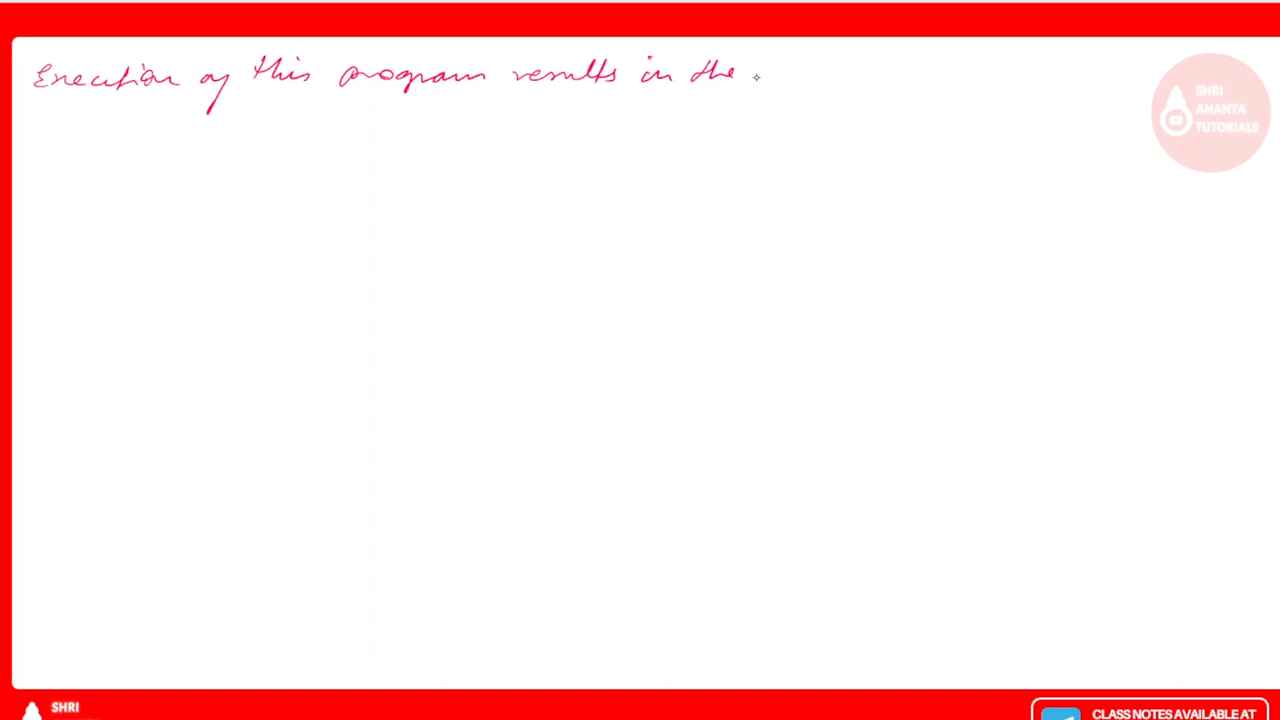 Execution of this program results in the
SHRI
ANANTA
TUTORIALS
SHRI
CLASS NOTES AVAILABLE AT